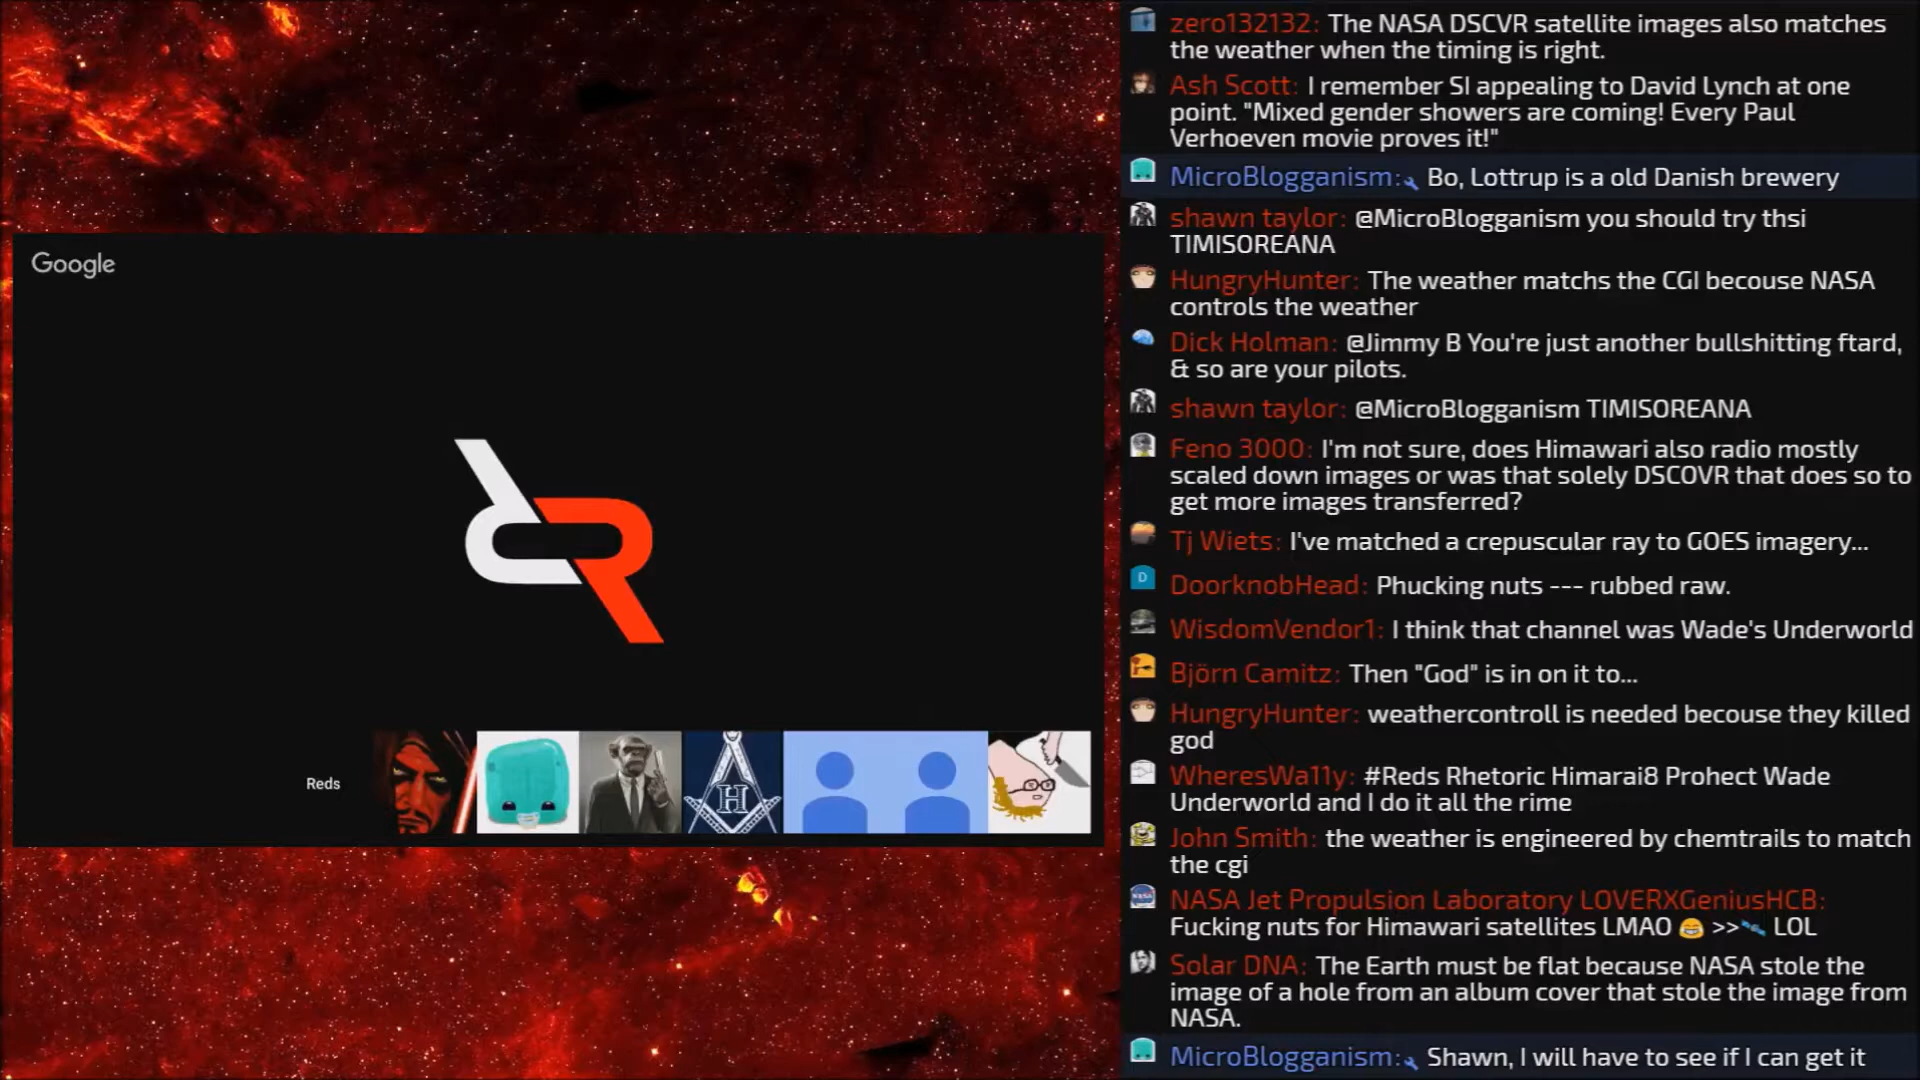 Google
Reds
H
zero132132: The NASA DSCVR satellite images also matches
the weather when the timing is right.
Ash Scott: I remember SI appealing to David Lynch at one
point. "Mixed gender showers are coming! Every Paul
Verhoeven movie proves it!"
MicroBlogganism: Bo, Lottrup is a old Danish brewery
shawn taylor: @MicroBlogganism you should try thsi
TIMISOREANA
HungryHunter: The weather matchs the CGI becouse NASA
controls the weather
Dick Holman: @Jimmy B You're just another bullshitting ftard,
& so are your pilots.
shawn taylor: @MicroBlogganism TIMISOREANA
Feno 3000: I'm not sure, does Himawari also radio mostly
scaled down images or was that solely DSCOVR that does so to
get more images transferred?
Tj Wiets: I've matched a crepuscular ray to GOES imagery...
D
DoorknobHead: Phucking nuts --- rubbed raw.
WisdomVendor1: I think that channel was Wade's Underworld
Björn Camitz: Then "God" is in on it to...
HungryHunter: weathercontroll is needed becouse they killed
god
WheresWa11y: #Reds Rhetoric Himarai8 Prohect Wade
Underworld and I do it all the rime
John Smith: the weather is engineered by chemtrails to match
the cgi
NASA Jet Propulsion Laboratory LOVERXGeniusHCB:
Fucking nuts for Himawari satellites LMAO 😂 >>🛰 LOL
Solar DNA: The Earth must be flat because NASA stole the
image of a hole from an album cover that stole the image from
NASA.
MicroBlogganism: Shawn, I will have to see if I can get it